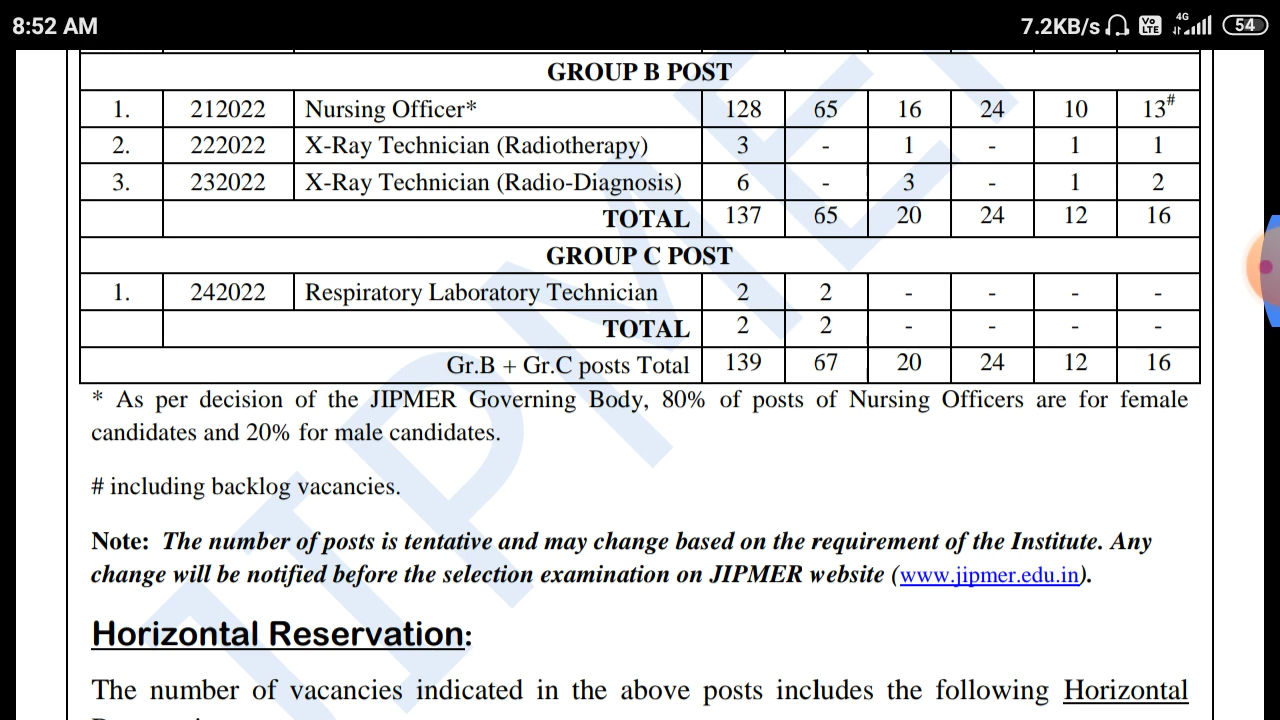 8:52 AM 7.2KB/s Vo LTE 4G 54
GROUP B POST
1. 212022 Nursing Officer* 128 65 16 24 10 13#
2. 222022 X-Ray Technician (Radiotherapy) 3 - 1 - 1 1
3. 232022 X-Ray Technician (Radio-Diagnosis) 6 - 3 - 1 2
TOTAL 137 65 20 24 12 16
GROUP C POST
1. 242022 Respiratory Laboratory Technician 2 2 - - - -
TOTAL 2 2 - - - -
Gr.B + Gr.C posts Total 139 67 20 24 12 16
* As per decision of the JIPMER Governing Body, 80% of posts of Nursing Officers are for female
candidates and 20% for male candidates.
# including backlog vacancies.
Note: The number of posts is tentative and may change based on the requirement of the Institute. Any
change will be notified before the selection examination on JIPMER website (www.jipmer.edu.in).
Horizontal Reservation:
The number of vacancies indicated in the above posts includes the following Horizontal